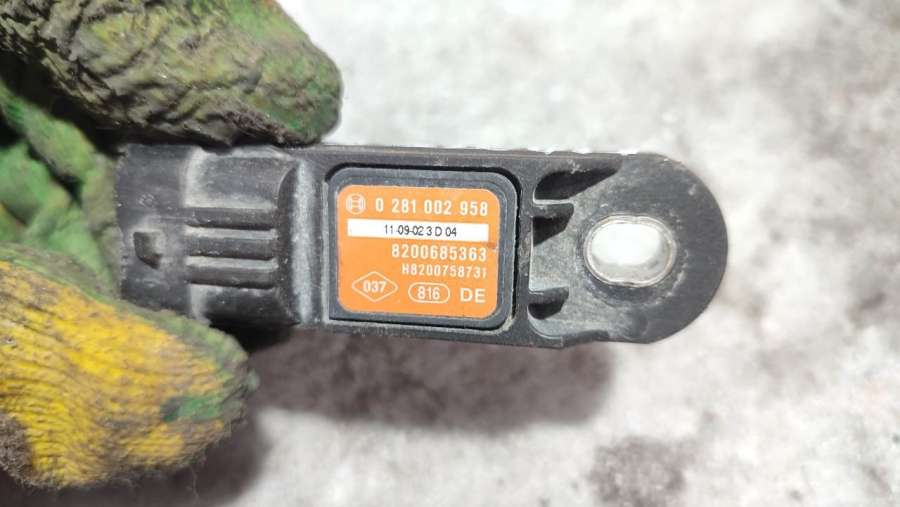 0 281 002 958
11-09-02 3 D 04
8200685363
H8200758731
037 816 DE